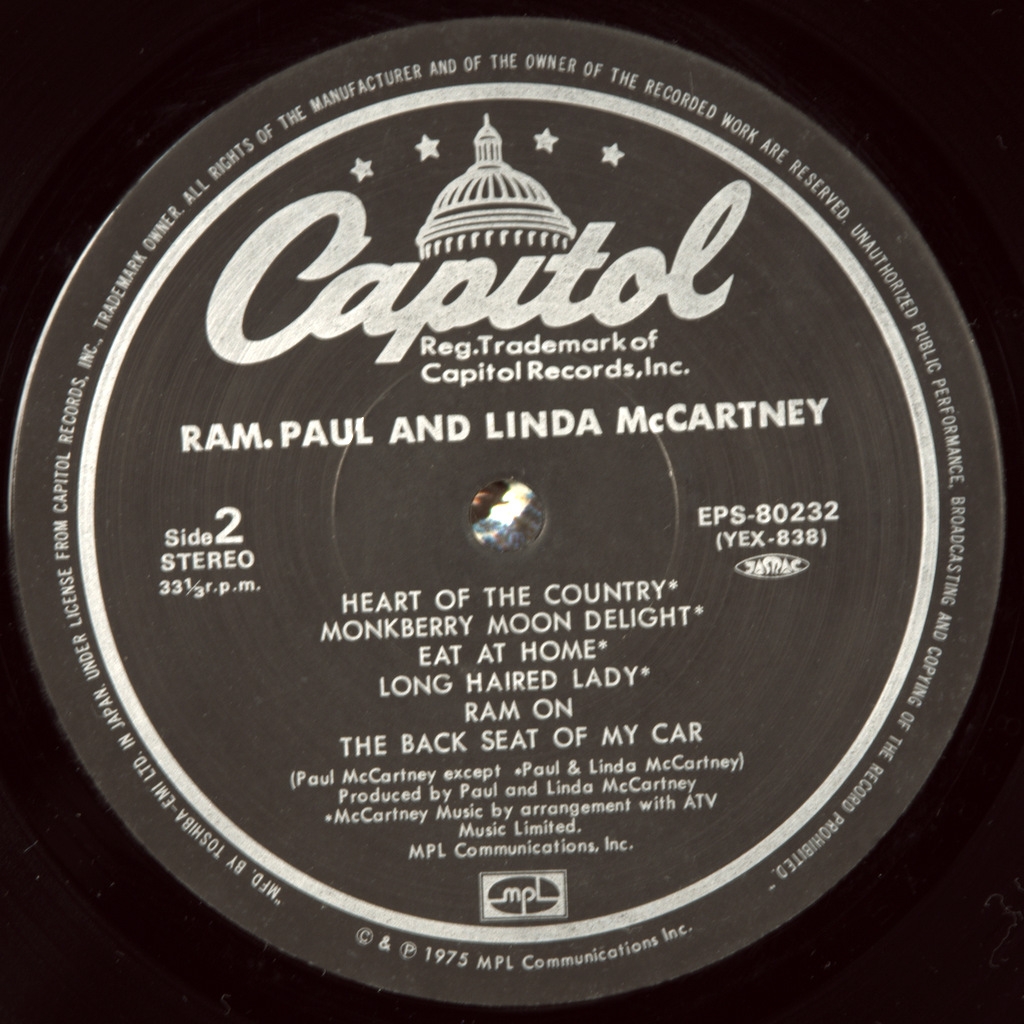 "MFD. BY TOSHIBA-EMI LTD. IN JAPAN. UNDER LICENSE FROM CAPITOL RECORDS, INC., TRADEMARK OWNER. ALL RIGHTS OF THE MANUFACTURER AND OF THE OWNER OF THE RECORDED WORK ARE RESERVED. UNAUTHORIZED PUBLIC PERFORMANCE, BROADCASTING AND COPYING OF THE RECORD PROHIBITED."
Capitol
Reg.Trademark of
Capitol Records,Inc.
RAM. PAUL AND LINDA McCARTNEY
Side 2
STEREO
33⅓ r.p.m.
EPS-80232
(YEX-838)
JASRAC
HEART OF THE COUNTRY*
MONKBERRY MOON DELIGHT*
EAT AT HOME*
LONG HAIRED LADY*
RAM ON
THE BACK SEAT OF MY CAR
(Paul McCartney except *Paul & Linda McCartney)
Produced by Paul and Linda McCartney
*McCartney Music by arrangement with ATV
Music Limited.
MPL Communications, Inc.
mpl
© & ℗ 1975 MPL Communications Inc.